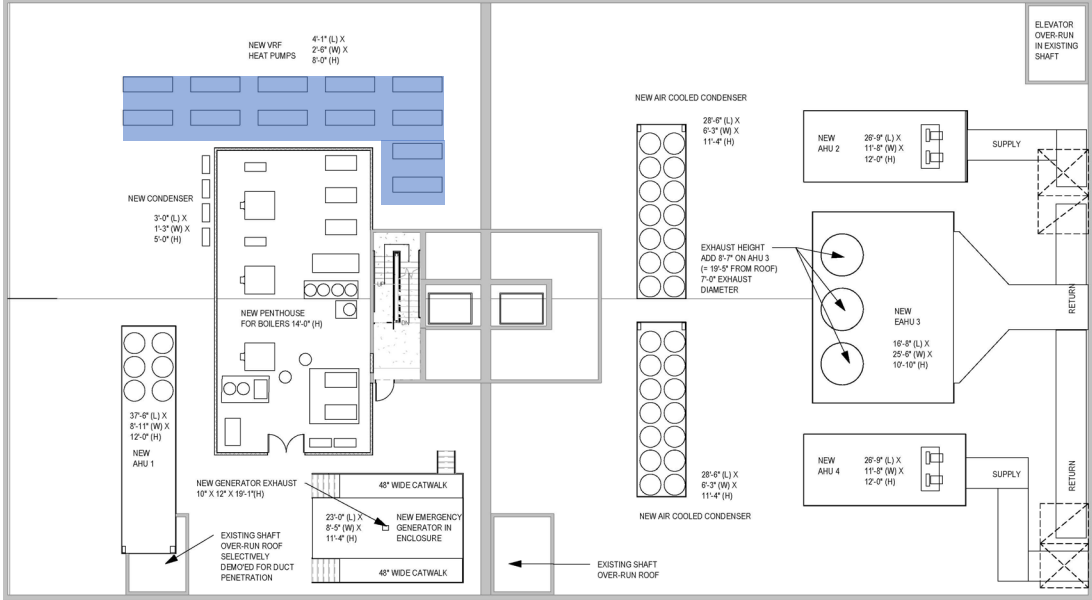 NEW VRF
HEAT PUMPS
4'-1" (L) X
2'-6" (W) X
8'-0" (H)
ELEVATOR
OVER-RUN
IN EXISTING
SHAFT
NEW AIR COOLED CONDENSER
28'-6" (L) X
6'-3" (W) X
11'-4" (H)
NEW
AHU 2
26'-9" (L) X
11'-8" (W) X
12'-0" (H)
SUPPLY
NEW CONDENSER
3'-0" (L) X
1'-3" (W) X
5'-0" (H)
EXHAUST HEIGHT
ADD 8'-7" ON AHU 3
(= 19'-5" FROM ROOF)
7'-0" EXHAUST
DIAMETER
NEW
EAHU 3
16'-8" (L) X
25'-6" (W) X
10'-10" (H)
RETURN
NEW PENTHOUSE
FOR BOILERS 14'-0" (H)
37'-6" (L) X
8'-11" (W) X
12'-0" (H)
NEW
AHU 1
NEW GENERATOR EXHAUST
10" X 12" X 19'-1"(H)
48" WIDE CATWALK
23'-0" (L) X
8'-5" (W) X
11'-4" (H)
NEW EMERGENCY
GENERATOR IN
ENCLOSURE
48" WIDE CATWALK
EXISTING SHAFT
OVER-RUN ROOF
SELECTIVELY
DEMO'ED FOR DUCT
PENETRATION
EXISTING SHAFT
OVER-RUN ROOF
28'-6" (L) X
6'-3" (W) X
11'-4" (H)
NEW AIR COOLED CONDENSER
NEW
AHU 4
26'-9" (L) X
11'-8" (W) X
12'-0" (H)
SUPPLY
RETURN